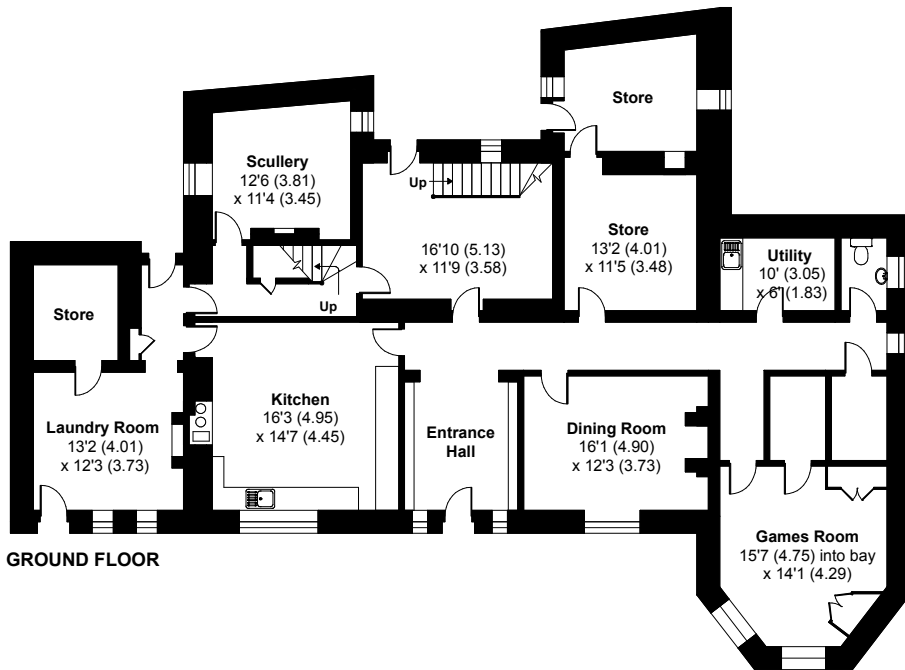 Store
Scullery
12'6 (3.81)
x 11'4 (3.45)
Up
16'10 (5.13)
x 11'9 (3.58)
Store
13'2 (4.01)
x 11'5 (3.48)
Utility
10' (3.05)
x 6' (1.83)
Up
Store
Laundry Room
13'2 (4.01)
x 12'3 (3.73)
Kitchen
16'3 (4.95)
x 14'7 (4.45)
Entrance
Hall
Dining Room
16'1 (4.90)
x 12'3 (3.73)
Games Room
15'7 (4.75) into bay
x 14'1 (4.29)
GROUND FLOOR